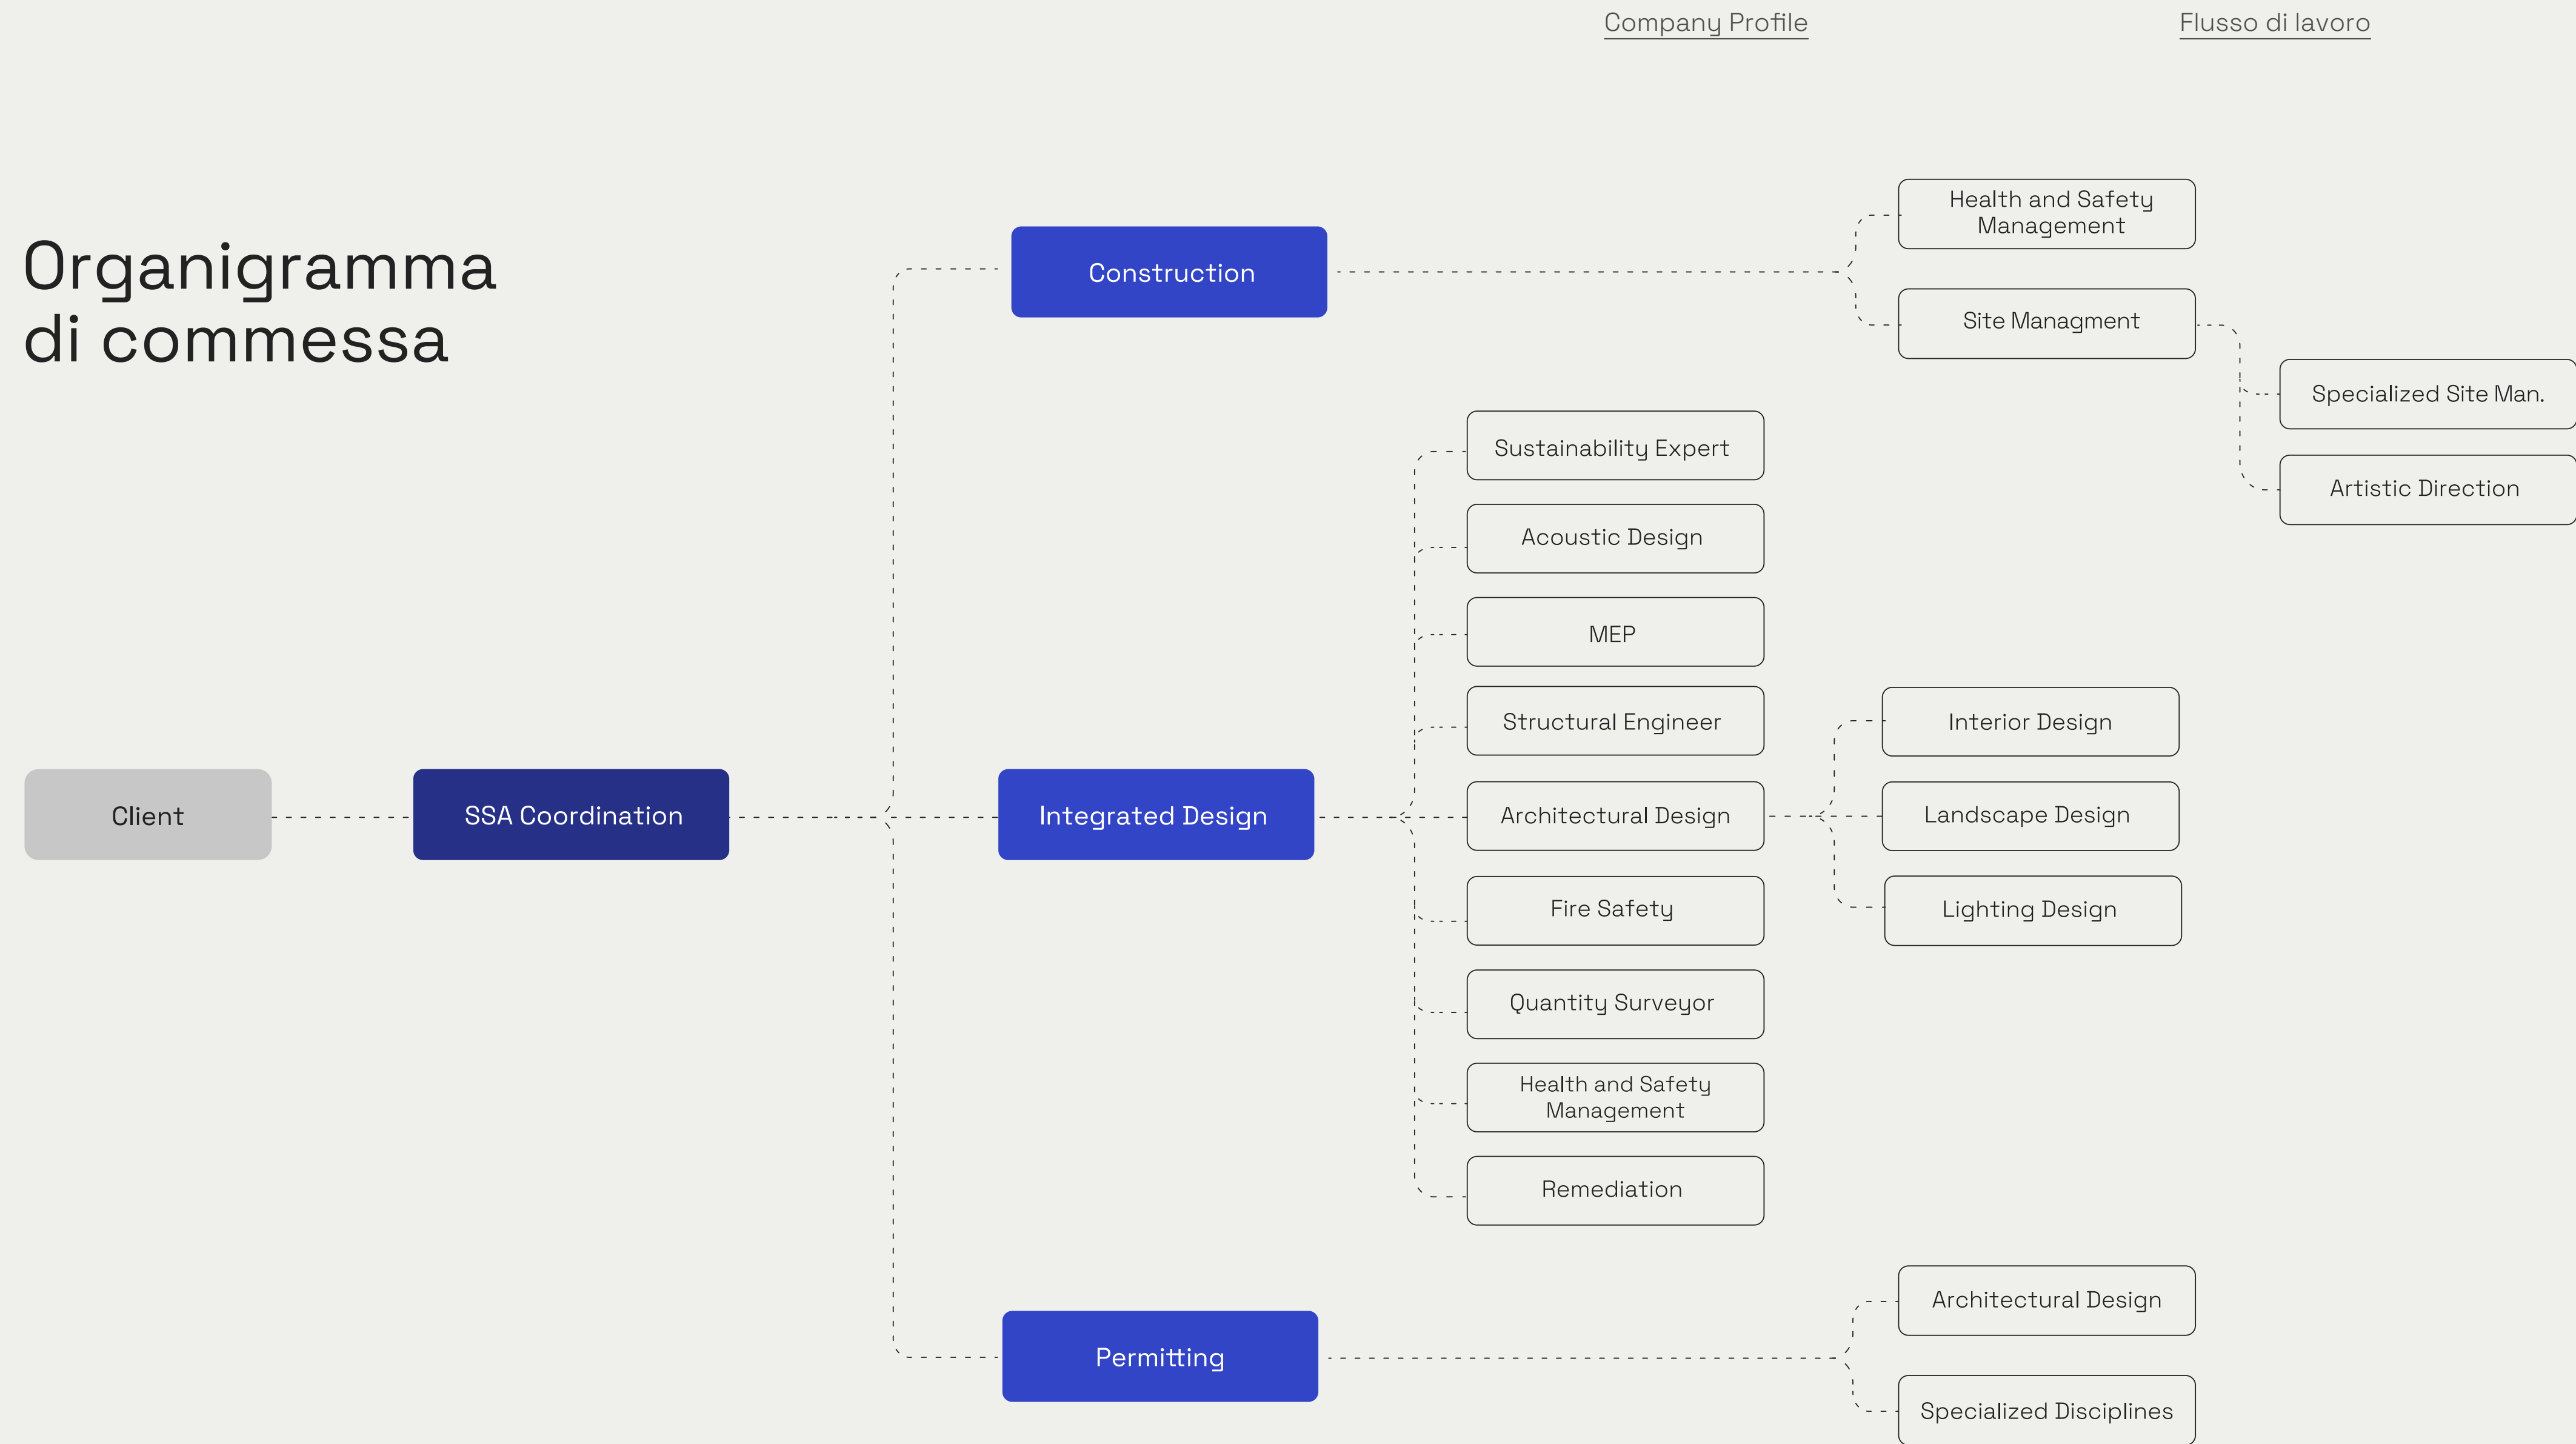 Company Profile
Flusso di lavoro
Organigramma
di commessa
Construction
Health and Safety
Management
Site Managment
Specialized Site Man.
Artistic Direction
Client
SSA Coordination
Integrated Design
Sustainability Expert
Acoustic Design
MEP
Structural Engineer
Architectural Design
Fire Safety
Quantity Surveyor
Health and Safety
Management
Remediation
Interior Design
Landscape Design
Lighting Design
Permitting
Architectural Design
Specialized Disciplines